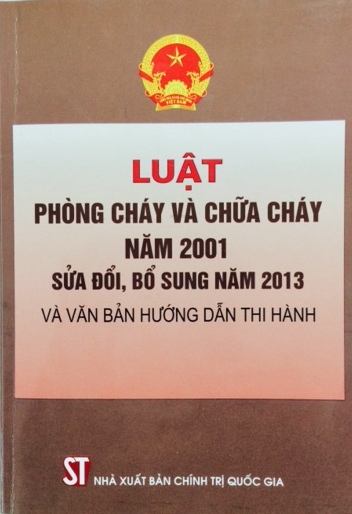 LUẬT
PHÒNG CHÁY VÀ CHỮA CHÁY
NĂM 2001
SỬA ĐỔI, BỔ SUNG NĂM 2013
VÀ VĂN BẢN HƯỚNG DẪN THI HÀNH
ST NHÀ XUẤT BẢN CHÍNH TRỊ QUỐC GIA